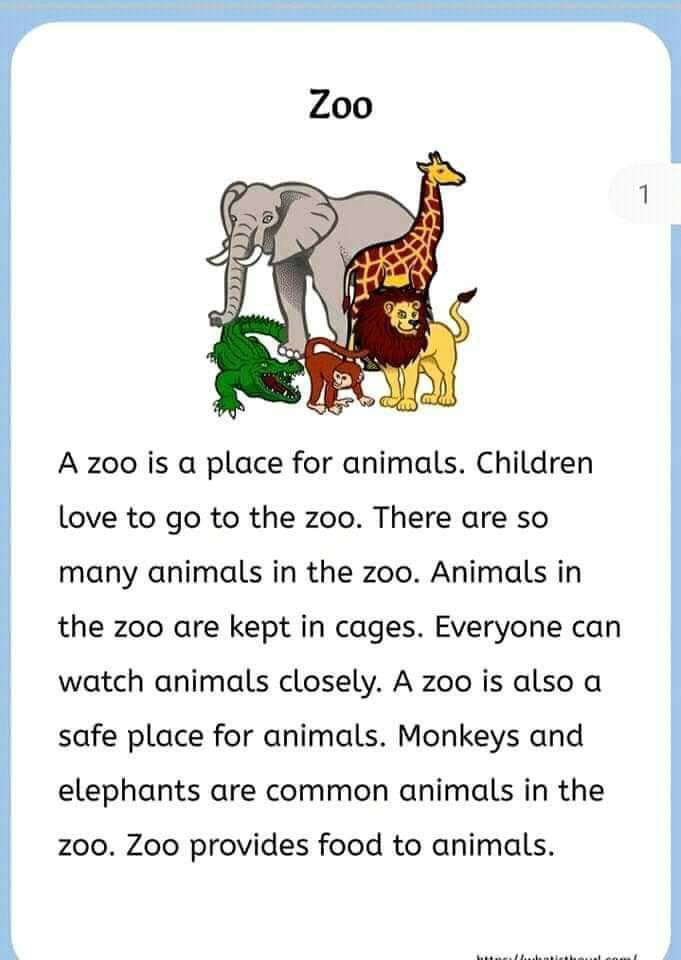 Zoo
1
A zoo is a place for animals. Children
love to go to the zoo. There are so
many animals in the zoo. Animals in
the zoo are kept in cages. Everyone can
watch animals closely. A zoo is also a
safe place for animals. Monkeys and
elephants are common animals in the
zoo. Zoo provides food to animals.